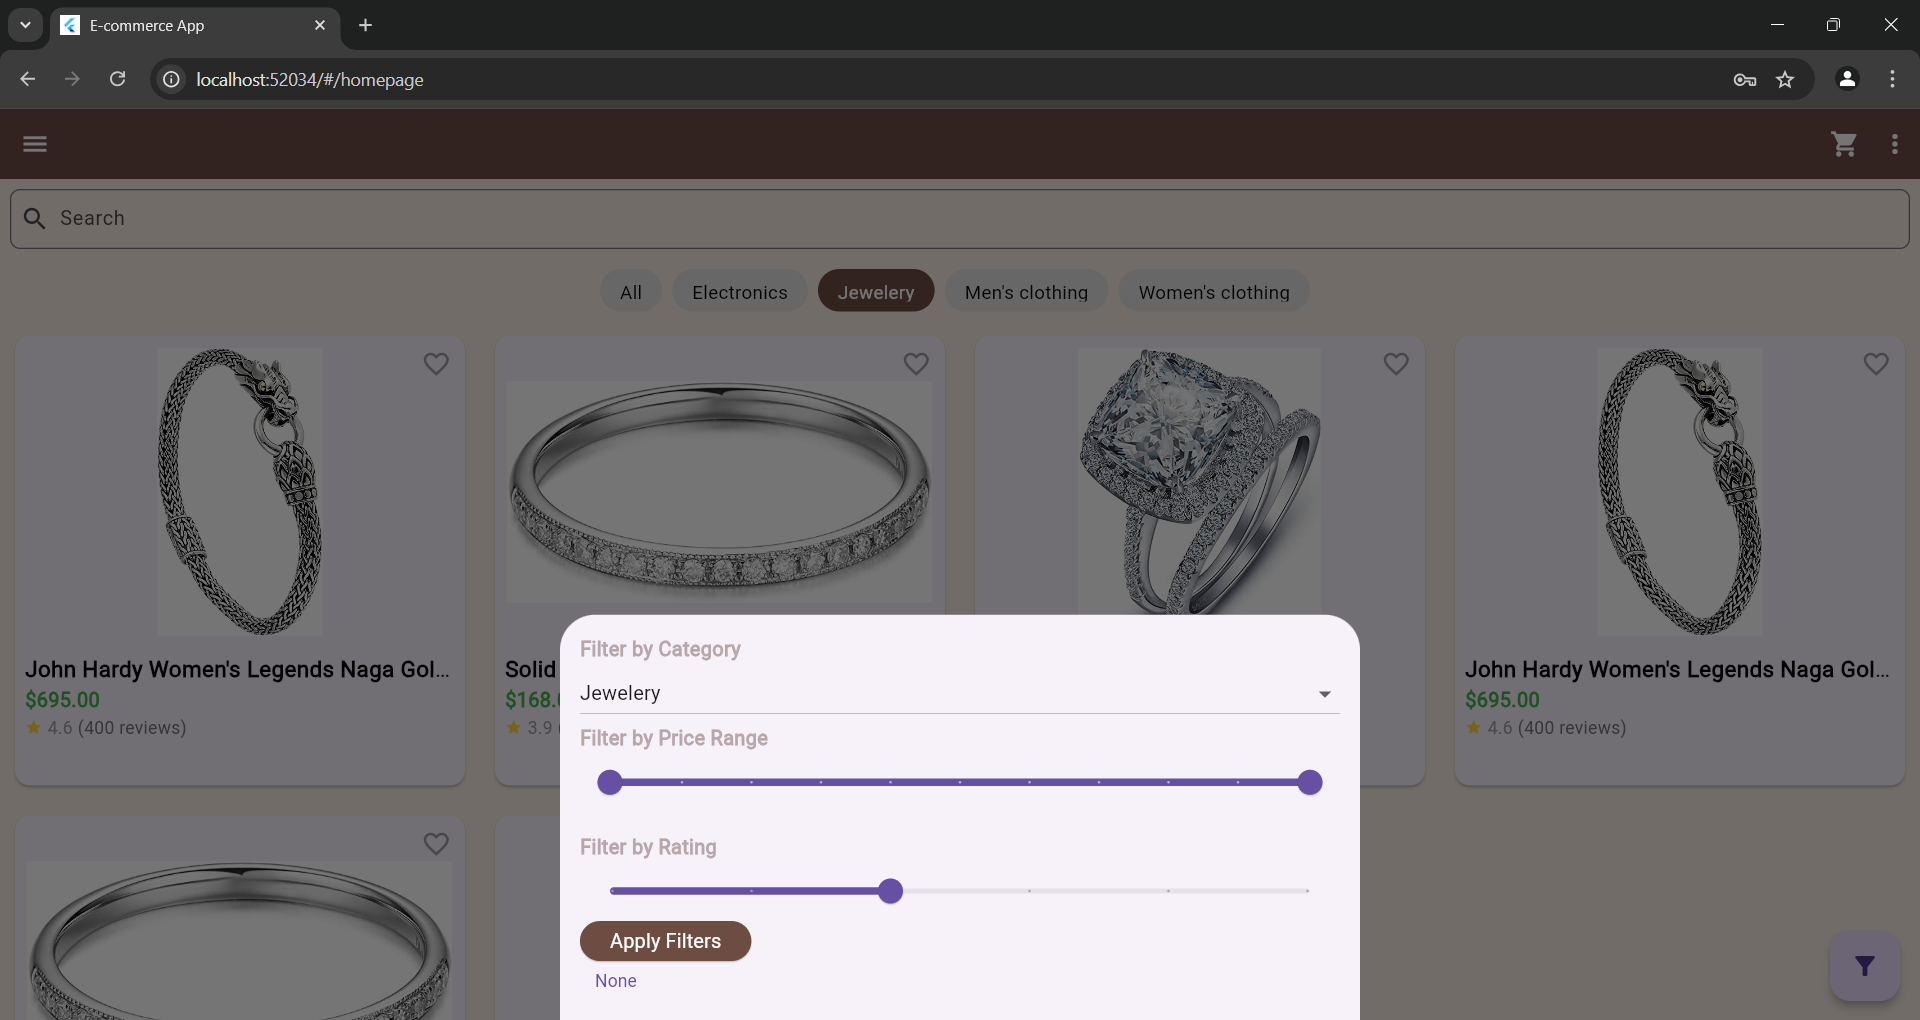 E-commerce App
localhost:52034/#/homepage
Search
All
Electronics
Jewelery
Men's clothing
Women's clothing
John Hardy Women's Legends Naga Gol...
$695.00
4.6 (400 reviews)
Solid
$168.
3.9 (
John Hardy Women's Legends Naga Gol...
$695.00
4.6 (400 reviews)
Filter by Category
Jewelery
Filter by Price Range
Filter by Rating
Apply Filters
None